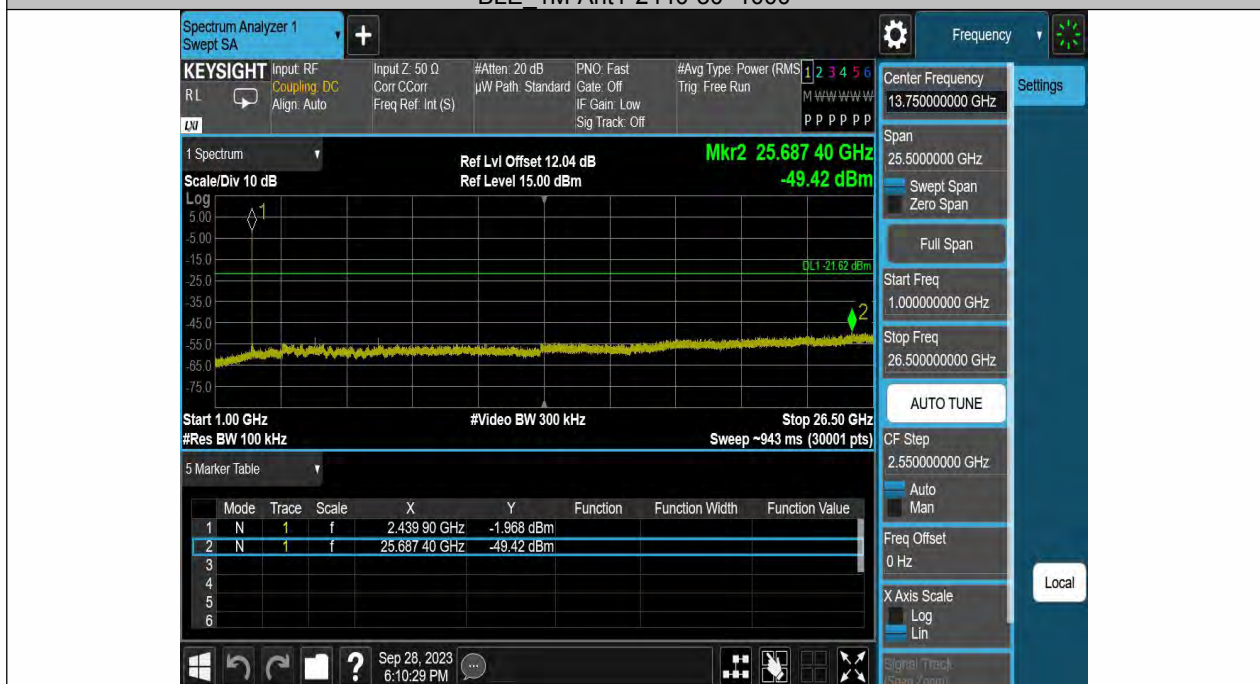 Spectrum Analyzer 1
Swept SA
Frequency
KEYSIGHT
RL
LXI
Input: RF
Coupling: DC
Align: Auto
Input Z: 50 Ω
Corr CCorr
Freq Ref: Int (S)
#Atten: 20 dB
µW Path: Standard
PNO: Fast
Gate: Off
IF Gain: Low
Sig Track: Off
#Avg Type: Power (RMS
Trig: Free Run
1 2 3 4 5 6
M W W W W W
P P P P P P
1 Spectrum
Scale/Div 10 dB
Ref Lvl Offset 12.04 dB
Ref Level 15.00 dBm
Mkr2 25.687 40 GHz
-49.42 dBm
Log
5.00
-5.00
-15.0
-25.0
-35.0
-45.0
-55.0
-65.0
-75.0
1
DL1 -21.62 dBm
2
Start 1.00 GHz
#Video BW 300 kHz
Stop 26.50 GHz
#Res BW 100 kHz
Sweep ~943 ms (30001 pts)
5 Marker Table
Mode Trace Scale X Y Function Function Width Function Value
1 N 1 f 2.439 90 GHz -1.968 dBm
2 N 1 f 25.687 40 GHz -49.42 dBm
3
4
5
6
Sep 28, 2023
6:10:29 PM
Center Frequency
13.750000000 GHz
Settings
Span
25.5000000 GHz
Swept Span
Zero Span
Full Span
Start Freq
1.000000000 GHz
Stop Freq
26.500000000 GHz
AUTO TUNE
CF Step
2.550000000 GHz
Auto
Man
Freq Offset
0 Hz
X Axis Scale
Log
Lin
Local
Signal Track